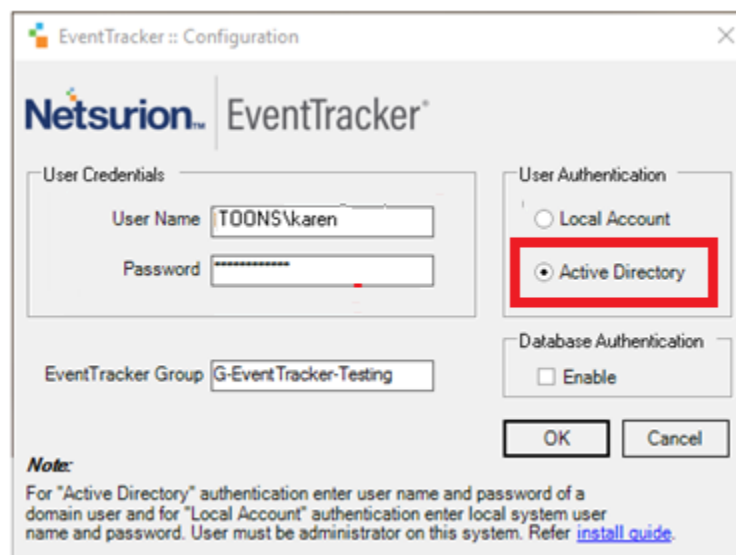 EventTracker :: Configuration
Netsurion™ EventTracker®
User Credentials
User Name TOONS\karen
Password *************
EventTracker Group G-EventTracker-Testing
User Authentication
Local Account
Active Directory
Database Authentication
Enable
OK Cancel
Note:
For "Active Directory" authentication enter user name and password of a
domain user and for "Local Account" authentication enter local system user
name and password. User must be administrator on this system. Refer install guide.